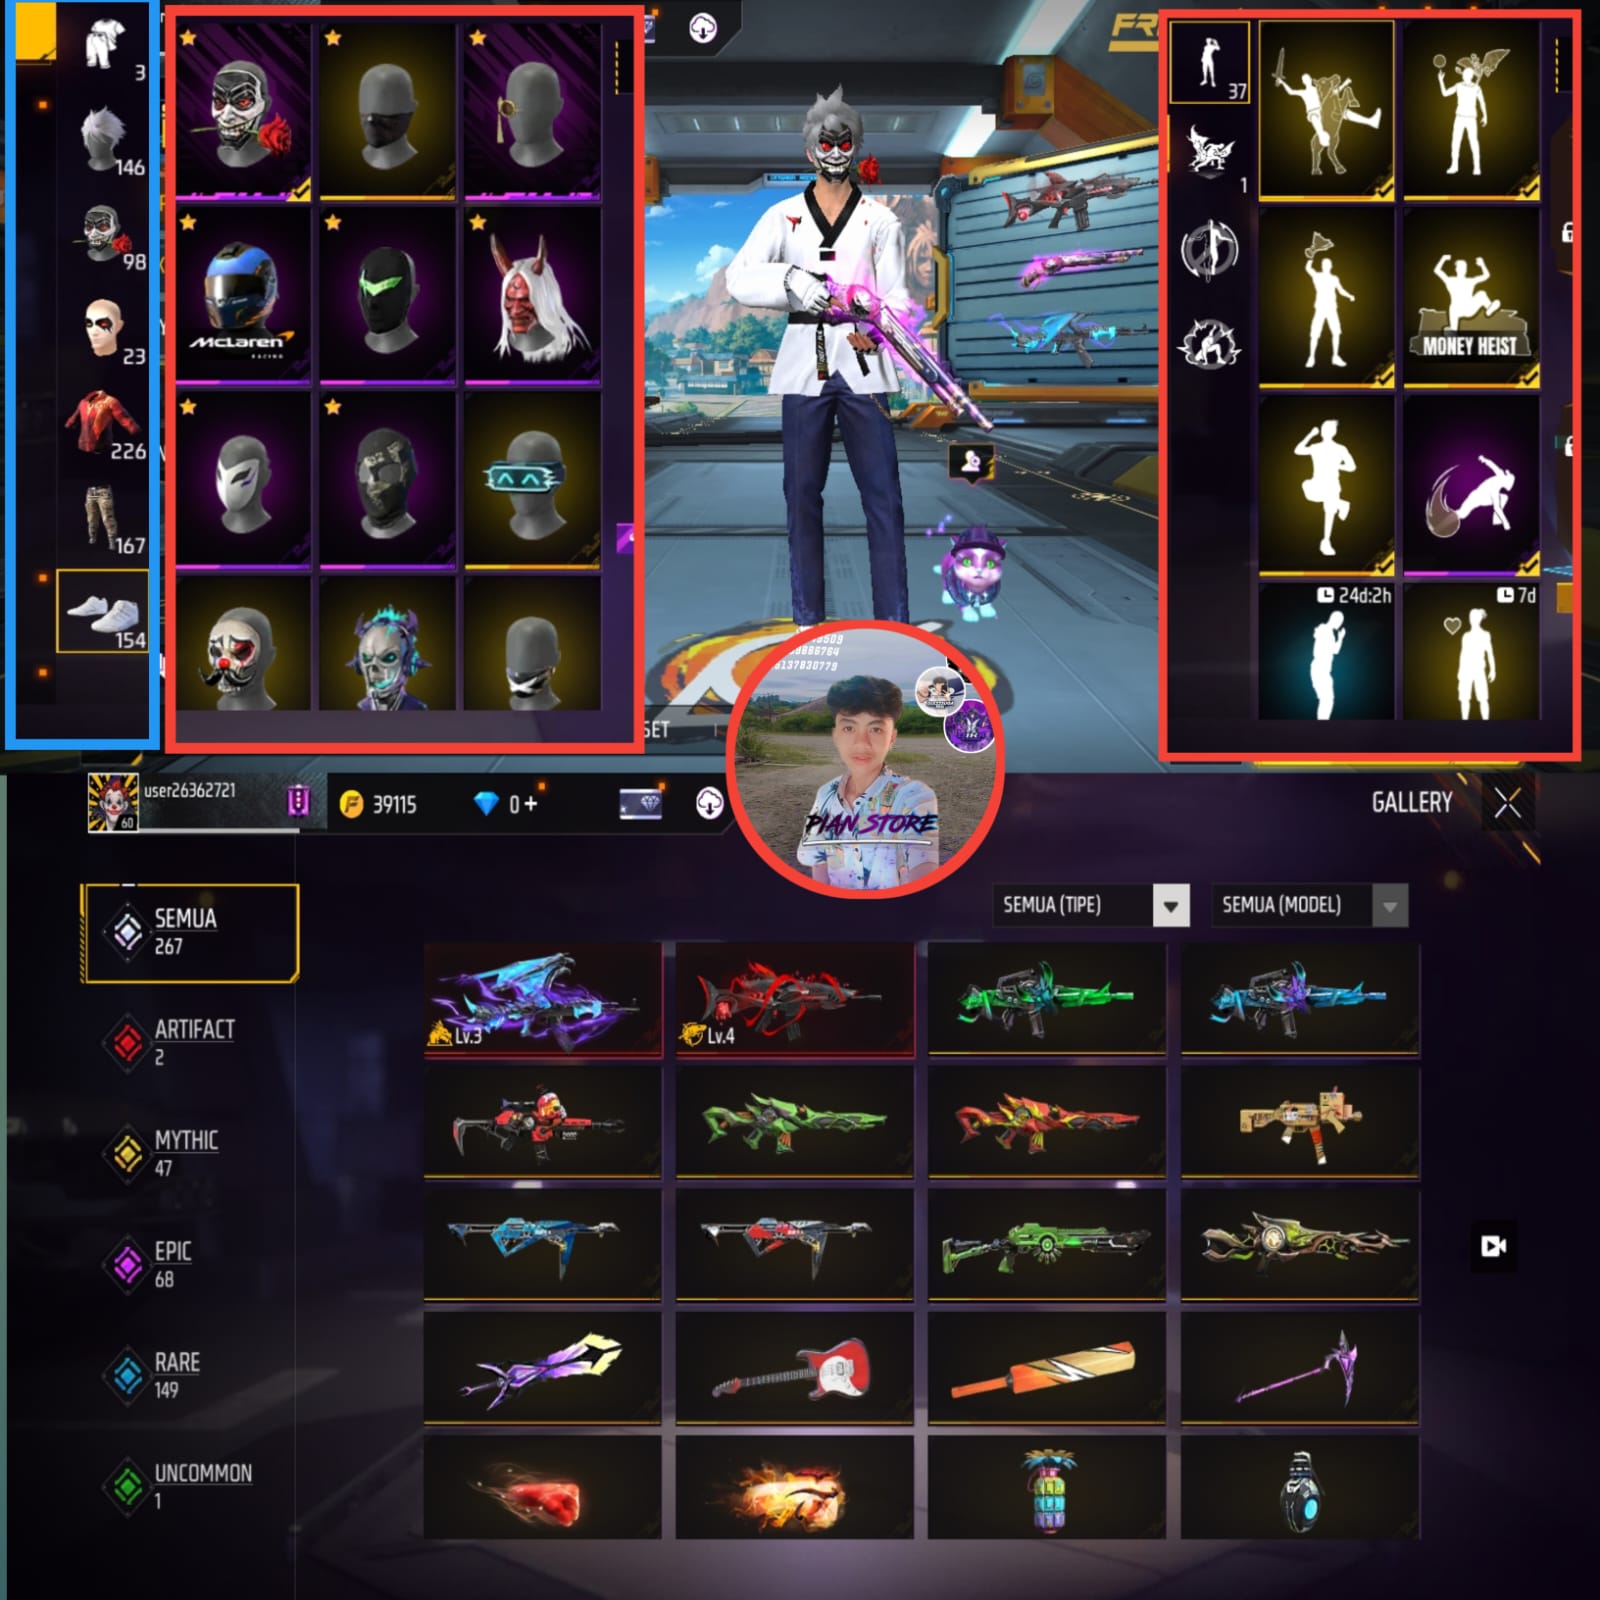 3
146
98
23
226
167
154
McLaren
RACING
37
1
MONEY HEIST
24d:2h
7d
137830779
PIAN STORE
user26362721
60
39115
0+
GALLERY
SEMUA (TIPE)
SEMUA (MODEL)
SEMUA
267
ARTIFACT
2
MYTHIC
47
EPIC
68
RARE
149
UNCOMMON
1
Lv.3
Lv.4